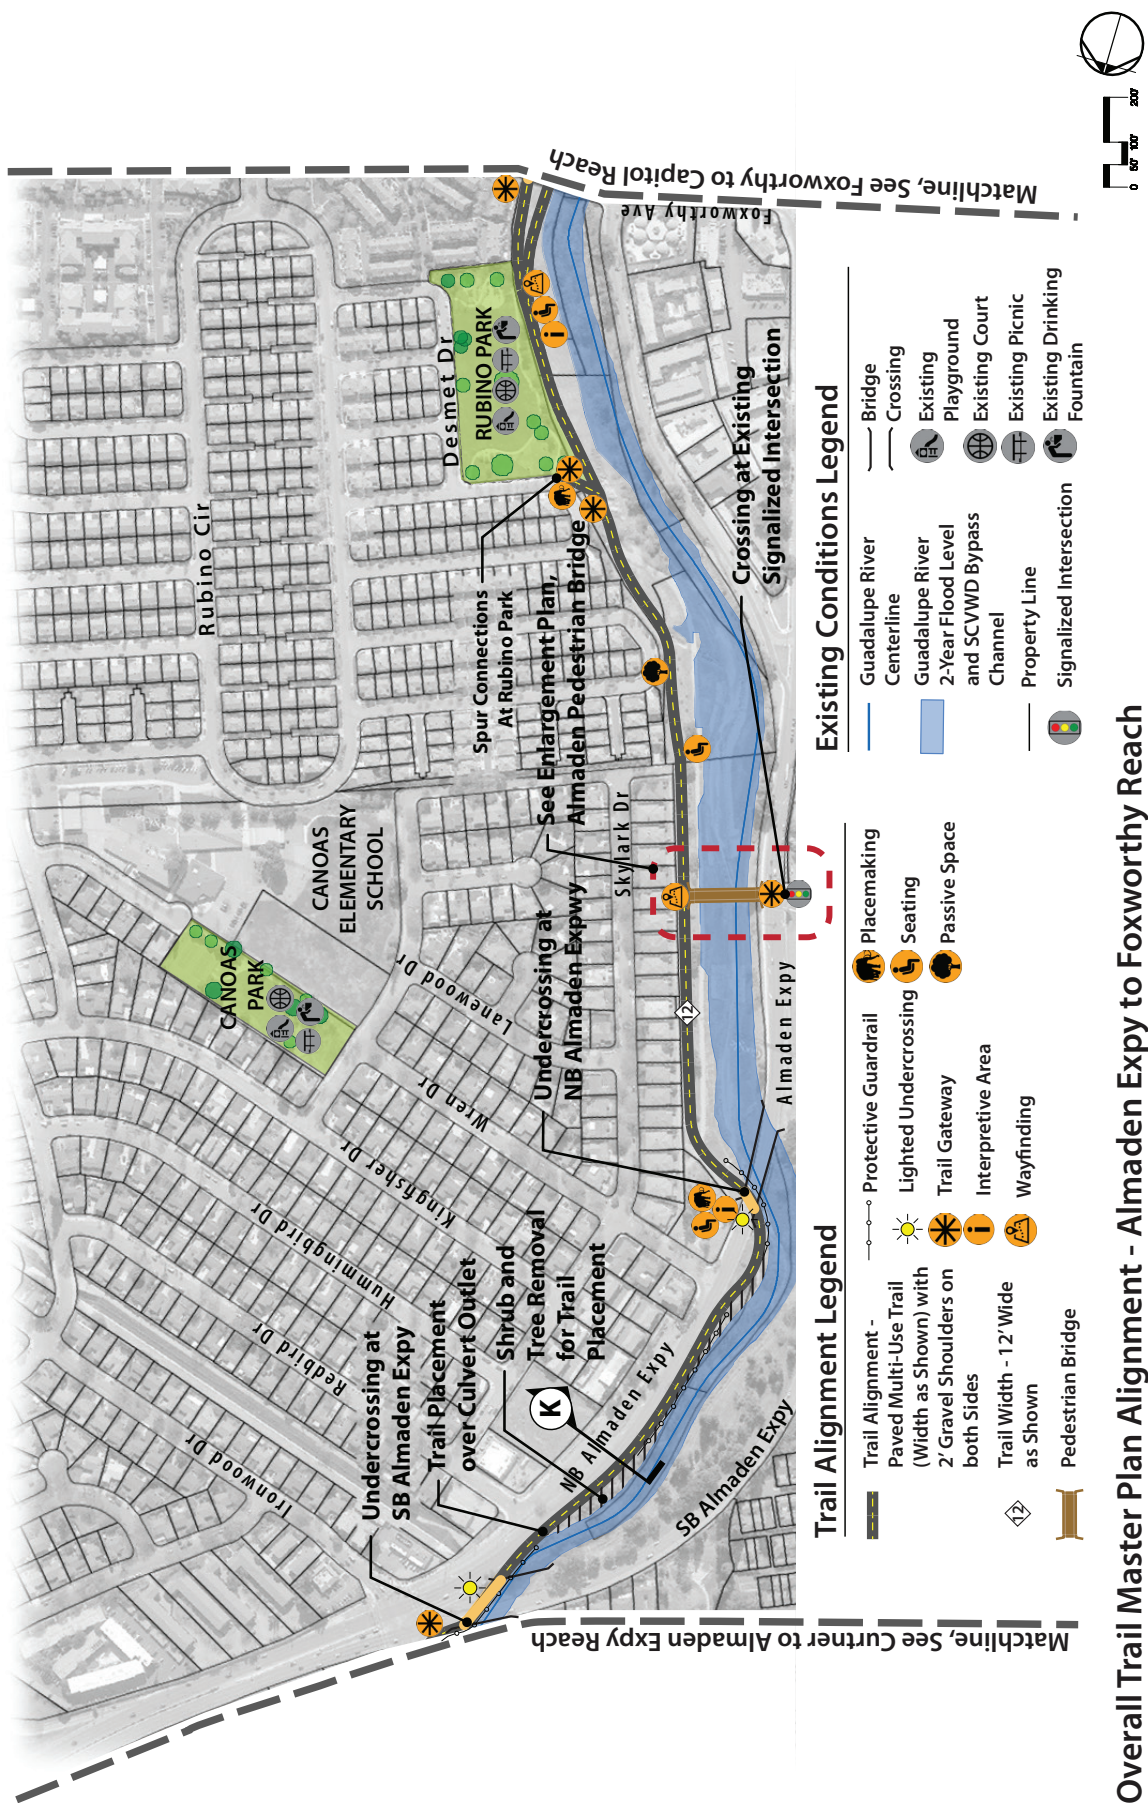 Matchline, See Curtner to Almaden Expy Reach
Matchline, See Foxworthy to Capitol Reach
Ironwood Dr
Redbird Dr
Hummingbird Dr
Kingfisher Dr
Wren Dr
Lanewood Dr
CANOAS
PARK
CANOAS
ELEMENTARY
SCHOOL
Rubino Cir
Desmet Dr
RUBINO PARK
Skylark Dr
Foxworthy Ave
Almaden Expy
NB Almaden Expy
SB Almaden Expy
Undercrossing at
SB Almaden Expy
Trail Placement
over Culvert Outlet
Shrub and
Tree Removal
for Trail
Placement
K
Undercrossing at
NB Almaden Expwy
See Enlargement Plan,
Almaden Pedestrian Bridge
Spur Connections
At Rubino Park
Crossing at Existing
Signalized Intersection
12
Trail Alignment Legend
Trail Alignment -
Paved Multi-Use Trail
(Width as Shown) with
2' Gravel Shoulders on
both Sides
12
Trail Width - 12' Wide
as Shown
Pedestrian Bridge
Protective Guardrail
Lighted Undercrossing
Trail Gateway
Interpretive Area
Wayfinding
Placemaking
Seating
Passive Space
Existing Conditions Legend
Guadalupe River
Centerline
Guadalupe River
2-Year Flood Level
and SCVWD Bypass
Channel
Property Line
Signalized Intersection
Bridge
Crossing
Existing
Playground
Existing Court
Existing Picnic
Existing Drinking
Fountain
0 50' 100' 200'
Overall Trail Master Plan Alignment - Almaden Expy to Foxworthy Reach